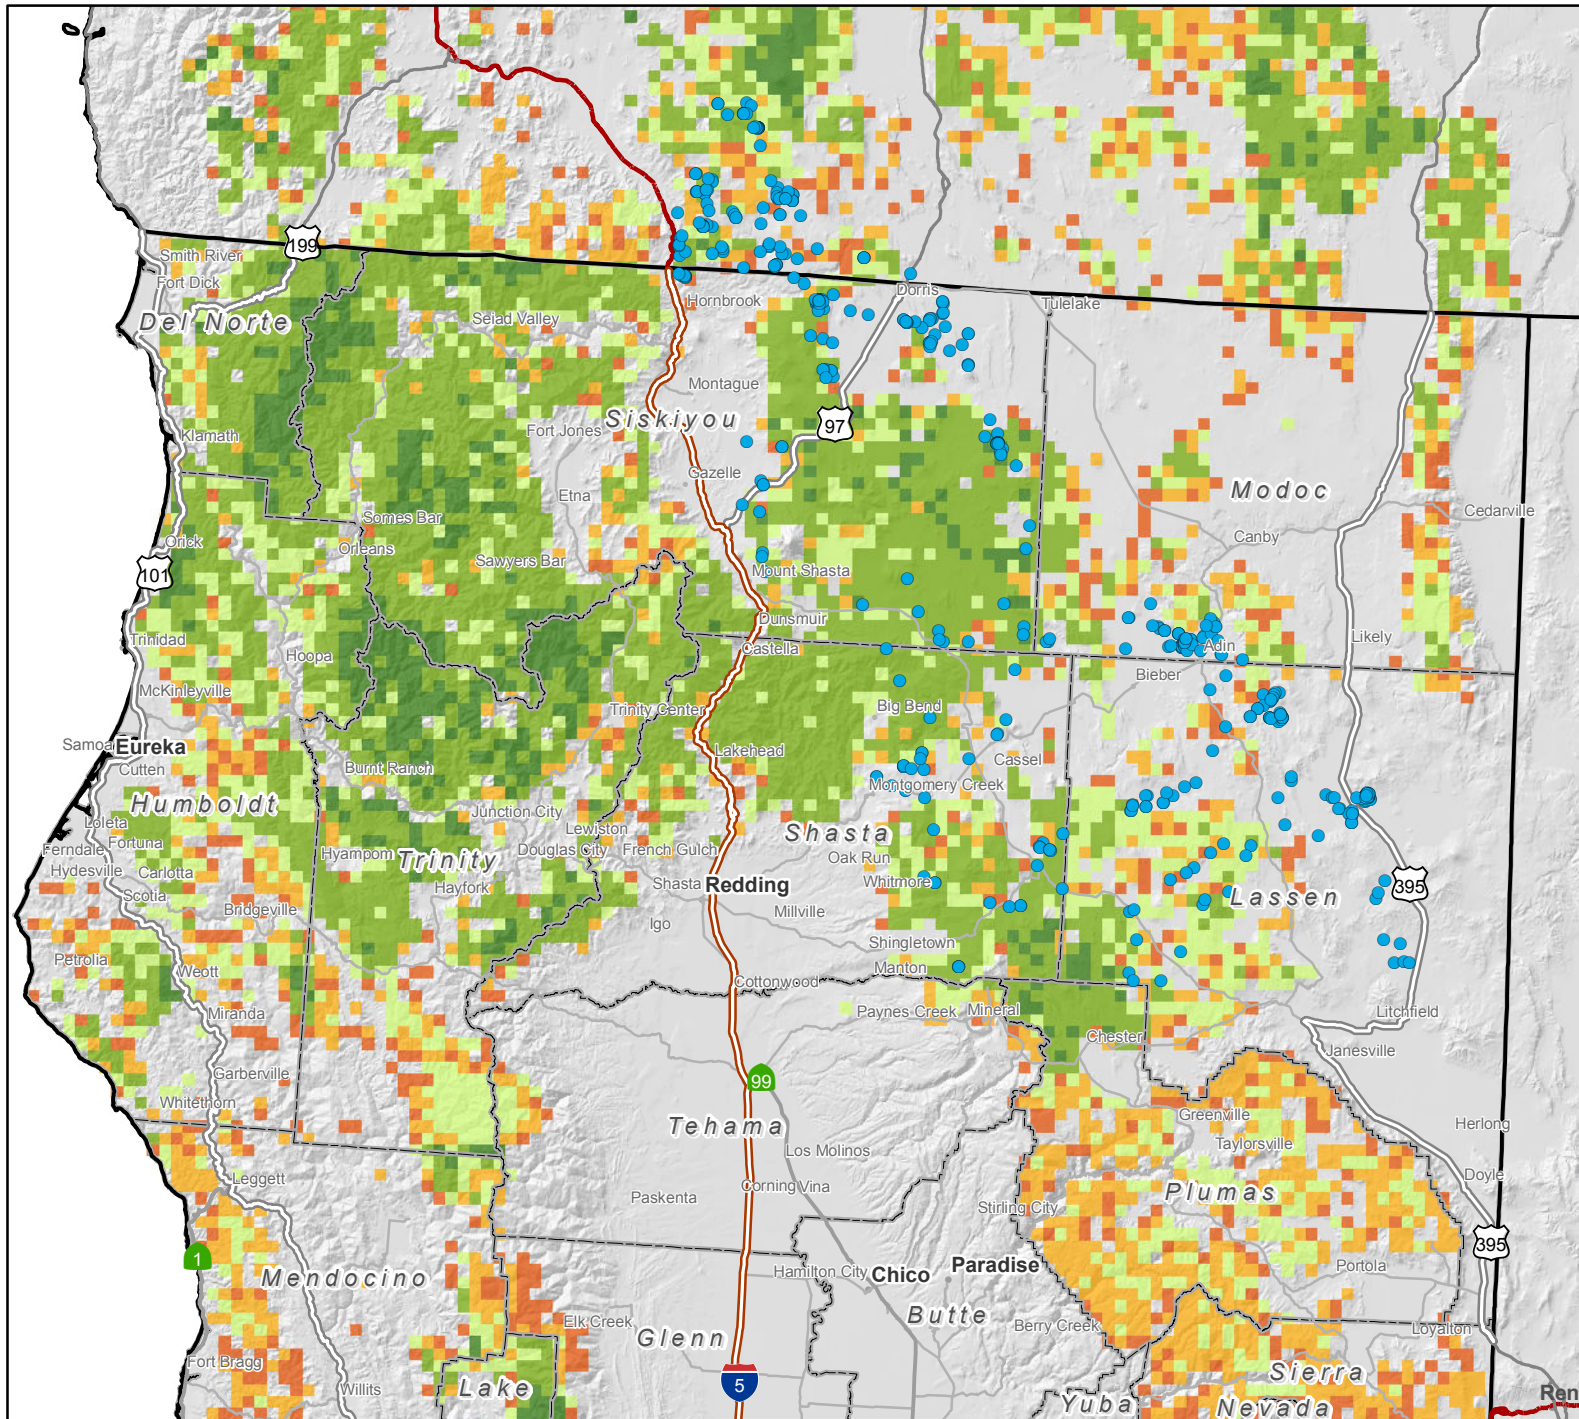 199
Smith River
Fort Dick
Del Norte
Seiad Valley
Hornbrook
Dorris
Tulelake
Montague
Siskiyou
97
Klamath
Fort Jones
Gazelle
Etna
Modoc
Cedarville
Somes Bar
Orick
Orleans
Canby
101
Sawyers Bar
Mount Shasta
Trinidad
Dunsmuir
Castella
Likely
Adin
Hoopa
Bieber
McKinleyville
Trinity Center
Big Bend
Samoa
Eureka
Cutten
Lakehead
Burnt Ranch
Cassel
Montgomery Creek
Humboldt
Junction City
Loleta
Fortuna
Lewiston
Shasta
Ferndale
Hyampom
Trinity
Douglas City
French Gulch
Oak Run
Hydesville
Carlotta
Hayfork
Shasta
Redding
Whitmore
395
Scotia
Lassen
Bridgeville
Igo
Millville
Shingletown
Petrolia
Weott
Manton
Cottonwood
Miranda
Paynes Creek
Mineral
Litchfield
Chester
Janesville
Garberville
99
Whitethorn
Greenville
Tehama
Taylorsville
Herlong
Los Molinos
Leggett
Doyle
Corning
Vina
Paskenta
Plumas
Stirling City
395
1
Mendocino
Hamilton City
Chico
Paradise
Portola
Elk Creek
Glenn
Butte
Berry Creek
Loyalton
Fort Bragg
Willits
Lake
5
Sierra
Yuba
Nevada
Ren